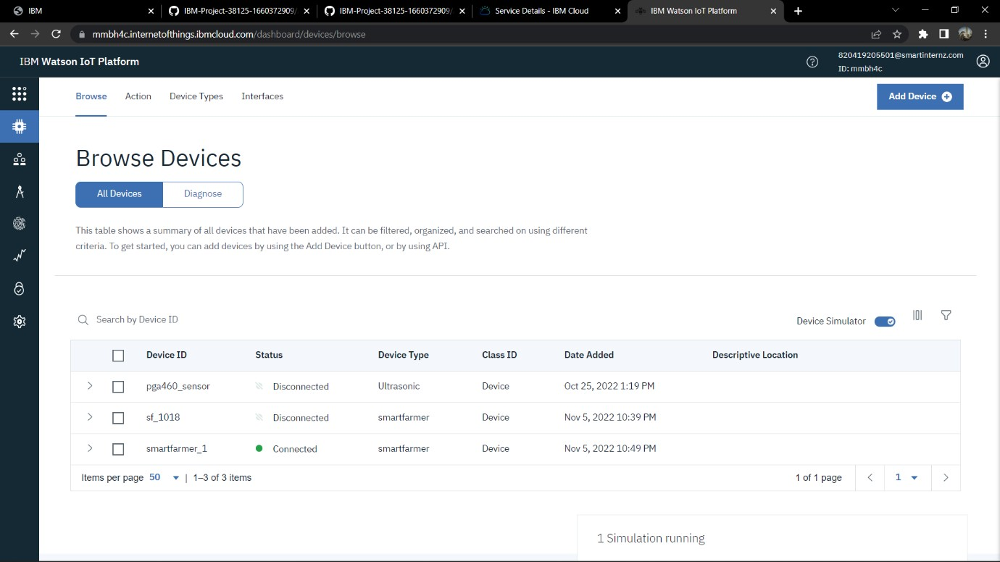 IBM
IBM-Project-38125-1660372909/
IBM-Project-38125-1660372909/
Service Details - IBM Cloud
IBM Watson IoT Platform
mmbh4c.internetofthings.ibmcloud.com/dashboard/devices/browse
IBM Watson IoT Platform
820419205501@smartinternz.com
ID: mmbh4c
Browse
Action
Device Types
Interfaces
Add Device
Browse Devices
All Devices
Diagnose
This table shows a summary of all devices that have been added. It can be filtered, organized, and searched on using different
criteria. To get started, you can add devices by using the Add Device button, or by using API.
Search by Device ID
Device Simulator
Device ID Status Device Type Class ID Date Added Descriptive Location
pga460_sensor Disconnected Ultrasonic Device Oct 25, 2022 1:19 PM
sf_1018 Disconnected smartfarmer Device Nov 5, 2022 10:39 PM
smartfarmer_1 Connected smartfarmer Device Nov 5, 2022 10:49 PM
Items per page 50 | 1–3 of 3 items
1 of 1 page
1
1 Simulation running